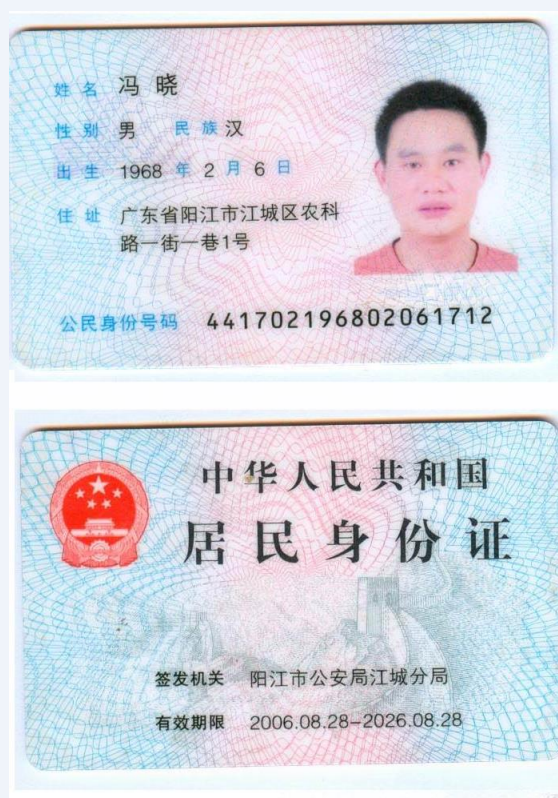 姓名 冯晓
性别 男 民族 汉
出生 1968 年 2 月 6 日
住址 广东省阳江市江城区农科
路一街一巷1号
公民身份号码 441702196802061712
中华人民共和国
居民身份证
签发机关 阳江市公安局江城分局
有效期限 2006.08.28-2026.08.28